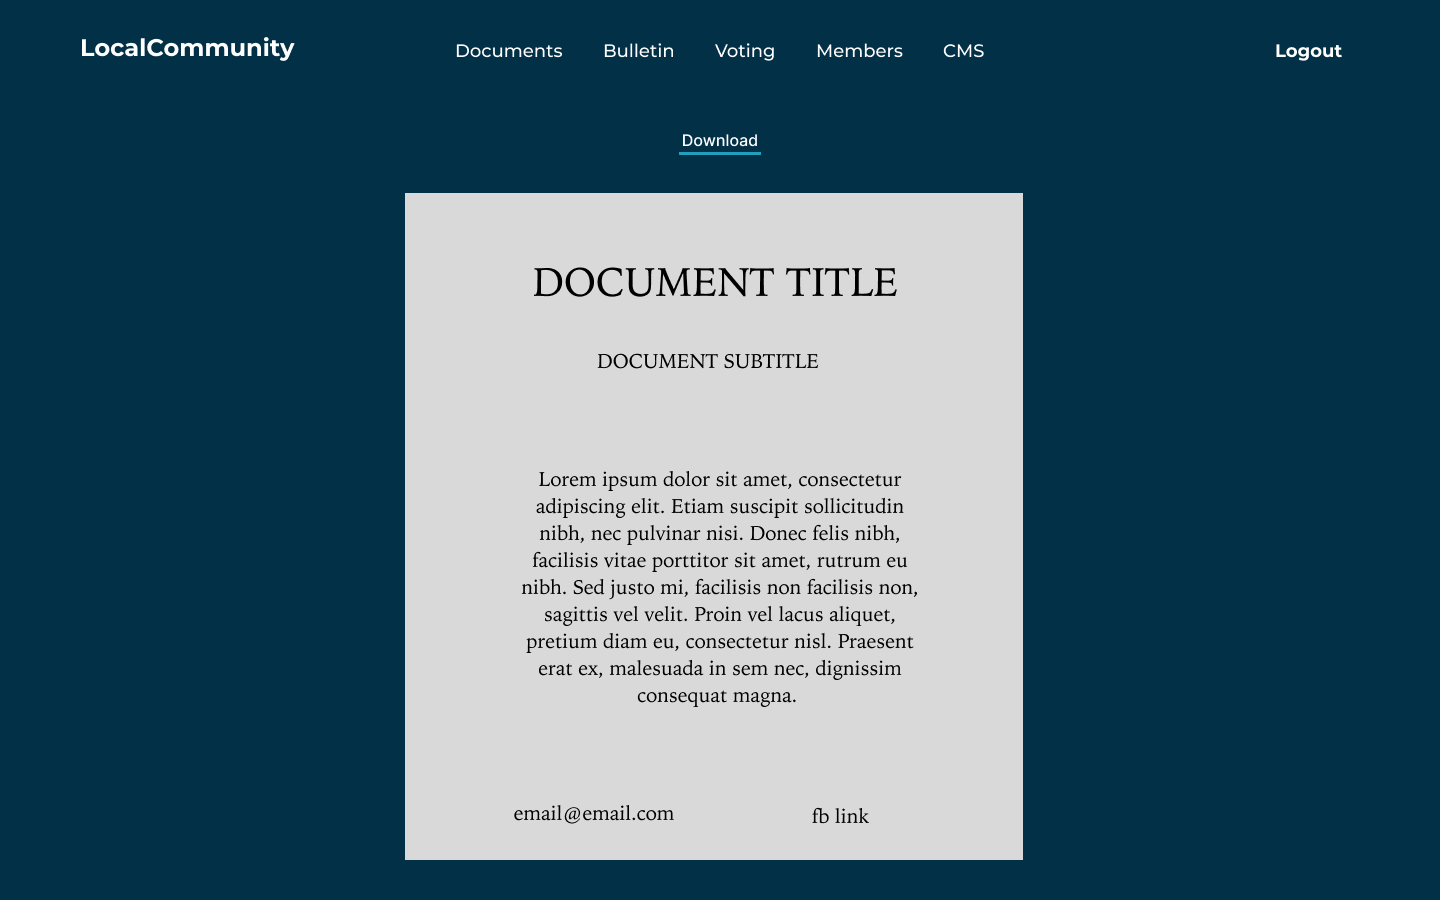 LocalCommunity
Documents Bulletin Voting Members CMS
Logout
Download
DOCUMENT TITLE
DOCUMENT SUBTITLE
Lorem ipsum dolor sit amet, consectetur
adipiscing elit. Etiam suscipit sollicitudin
nibh, nec pulvinar nisi. Donec felis nibh,
facilisis vitae porttitor sit amet, rutrum eu
nibh. Sed justo mi, facilisis non facilisis non,
sagittis vel velit. Proin vel lacus aliquet,
pretium diam eu, consectetur nisl. Praesent
erat ex, malesuada in sem nec, dignissim
consequat magna.
email@email.com
fb link